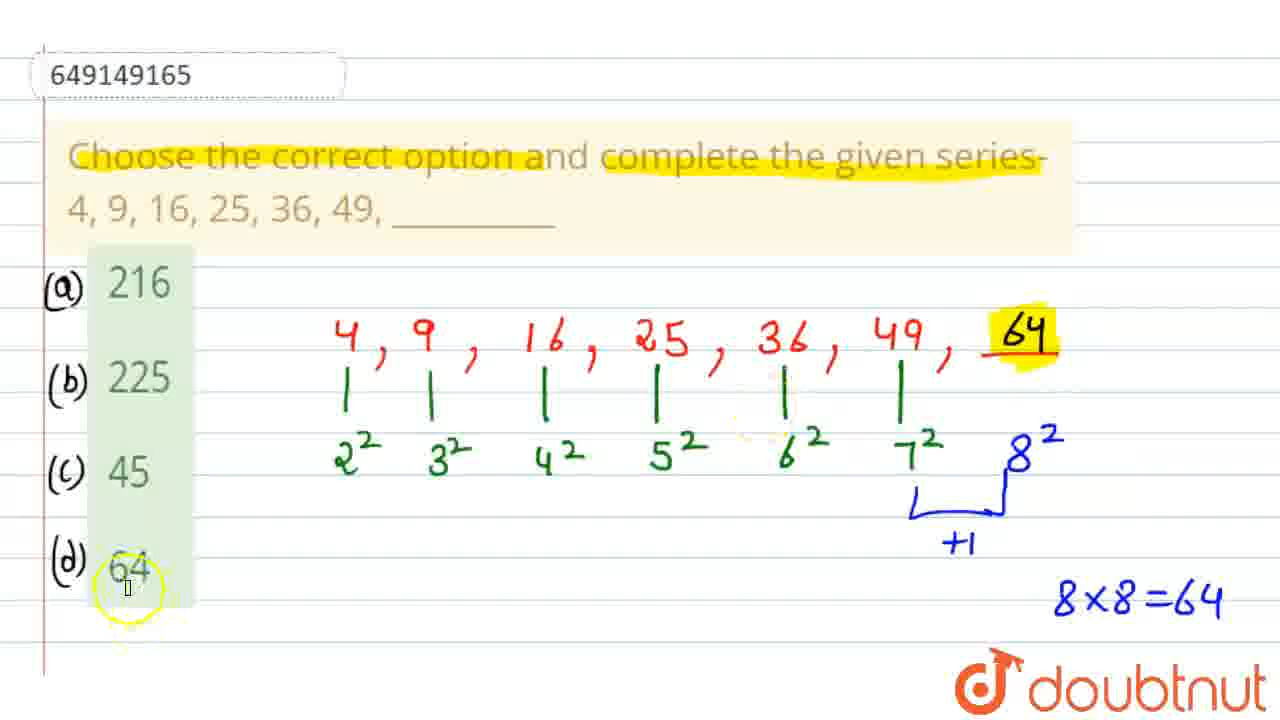 649149165
Choose the correct option and complete the given series-
4, 9, 16, 25, 36, 49, __________
(a) 216
4, 9, 16, 25, 36, 49, 64
(b) 225
2² 3² 4² 5² 6² 7² 8²
(c) 45
+1
(d) 64
8×8=64
doubtnut